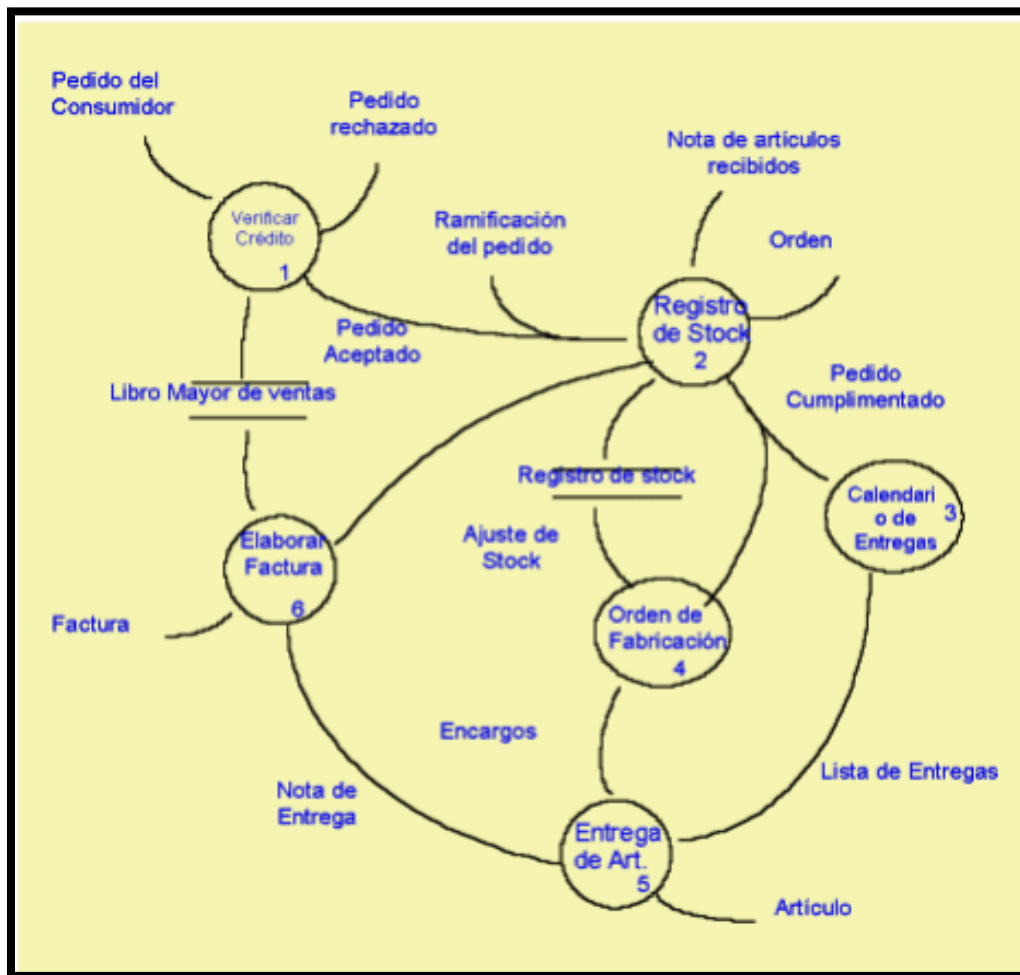 Pedido del
Consumidor
Pedido
rechazado
Nota de artículos
recibidos
Verificar
Crédito
1
Ramificación
del pedido
Orden
Registro
de Stock
2
Pedido
Aceptado
Pedido
Cumplimentado
Libro Mayor de ventas
Registro de stock
Calendari
o de
Entregas
3
Ajuste de
Stock
Elaborar
Factura
6
Factura
Orden de
Fabricación
4
Encargos
Lista de Entregas
Nota de
Entrega
Entrega
de Art.
5
Artículo